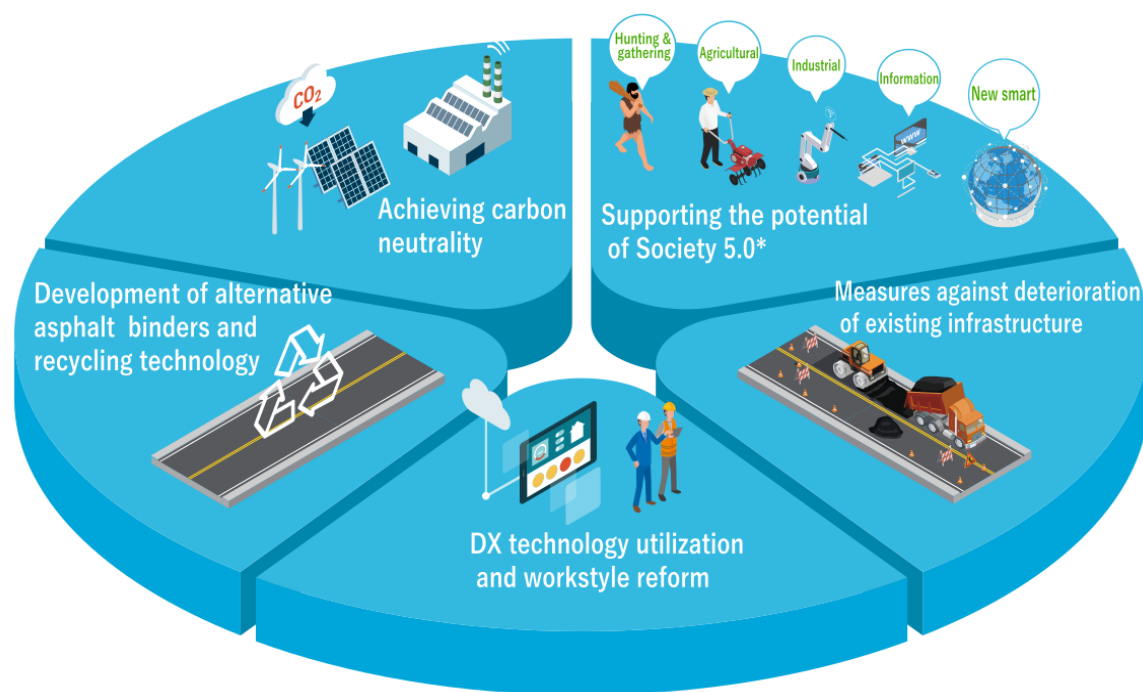 Hunting &
gathering
Agricultural
Industrial
Information
New smart
WWW
CO₂
Achieving carbon
neutrality
Supporting the potential
of Society 5.0*
Development of alternative
asphalt binders and
recycling technology
Measures against deterioration
of existing infrastructure
DX technology utilization
and workstyle reform